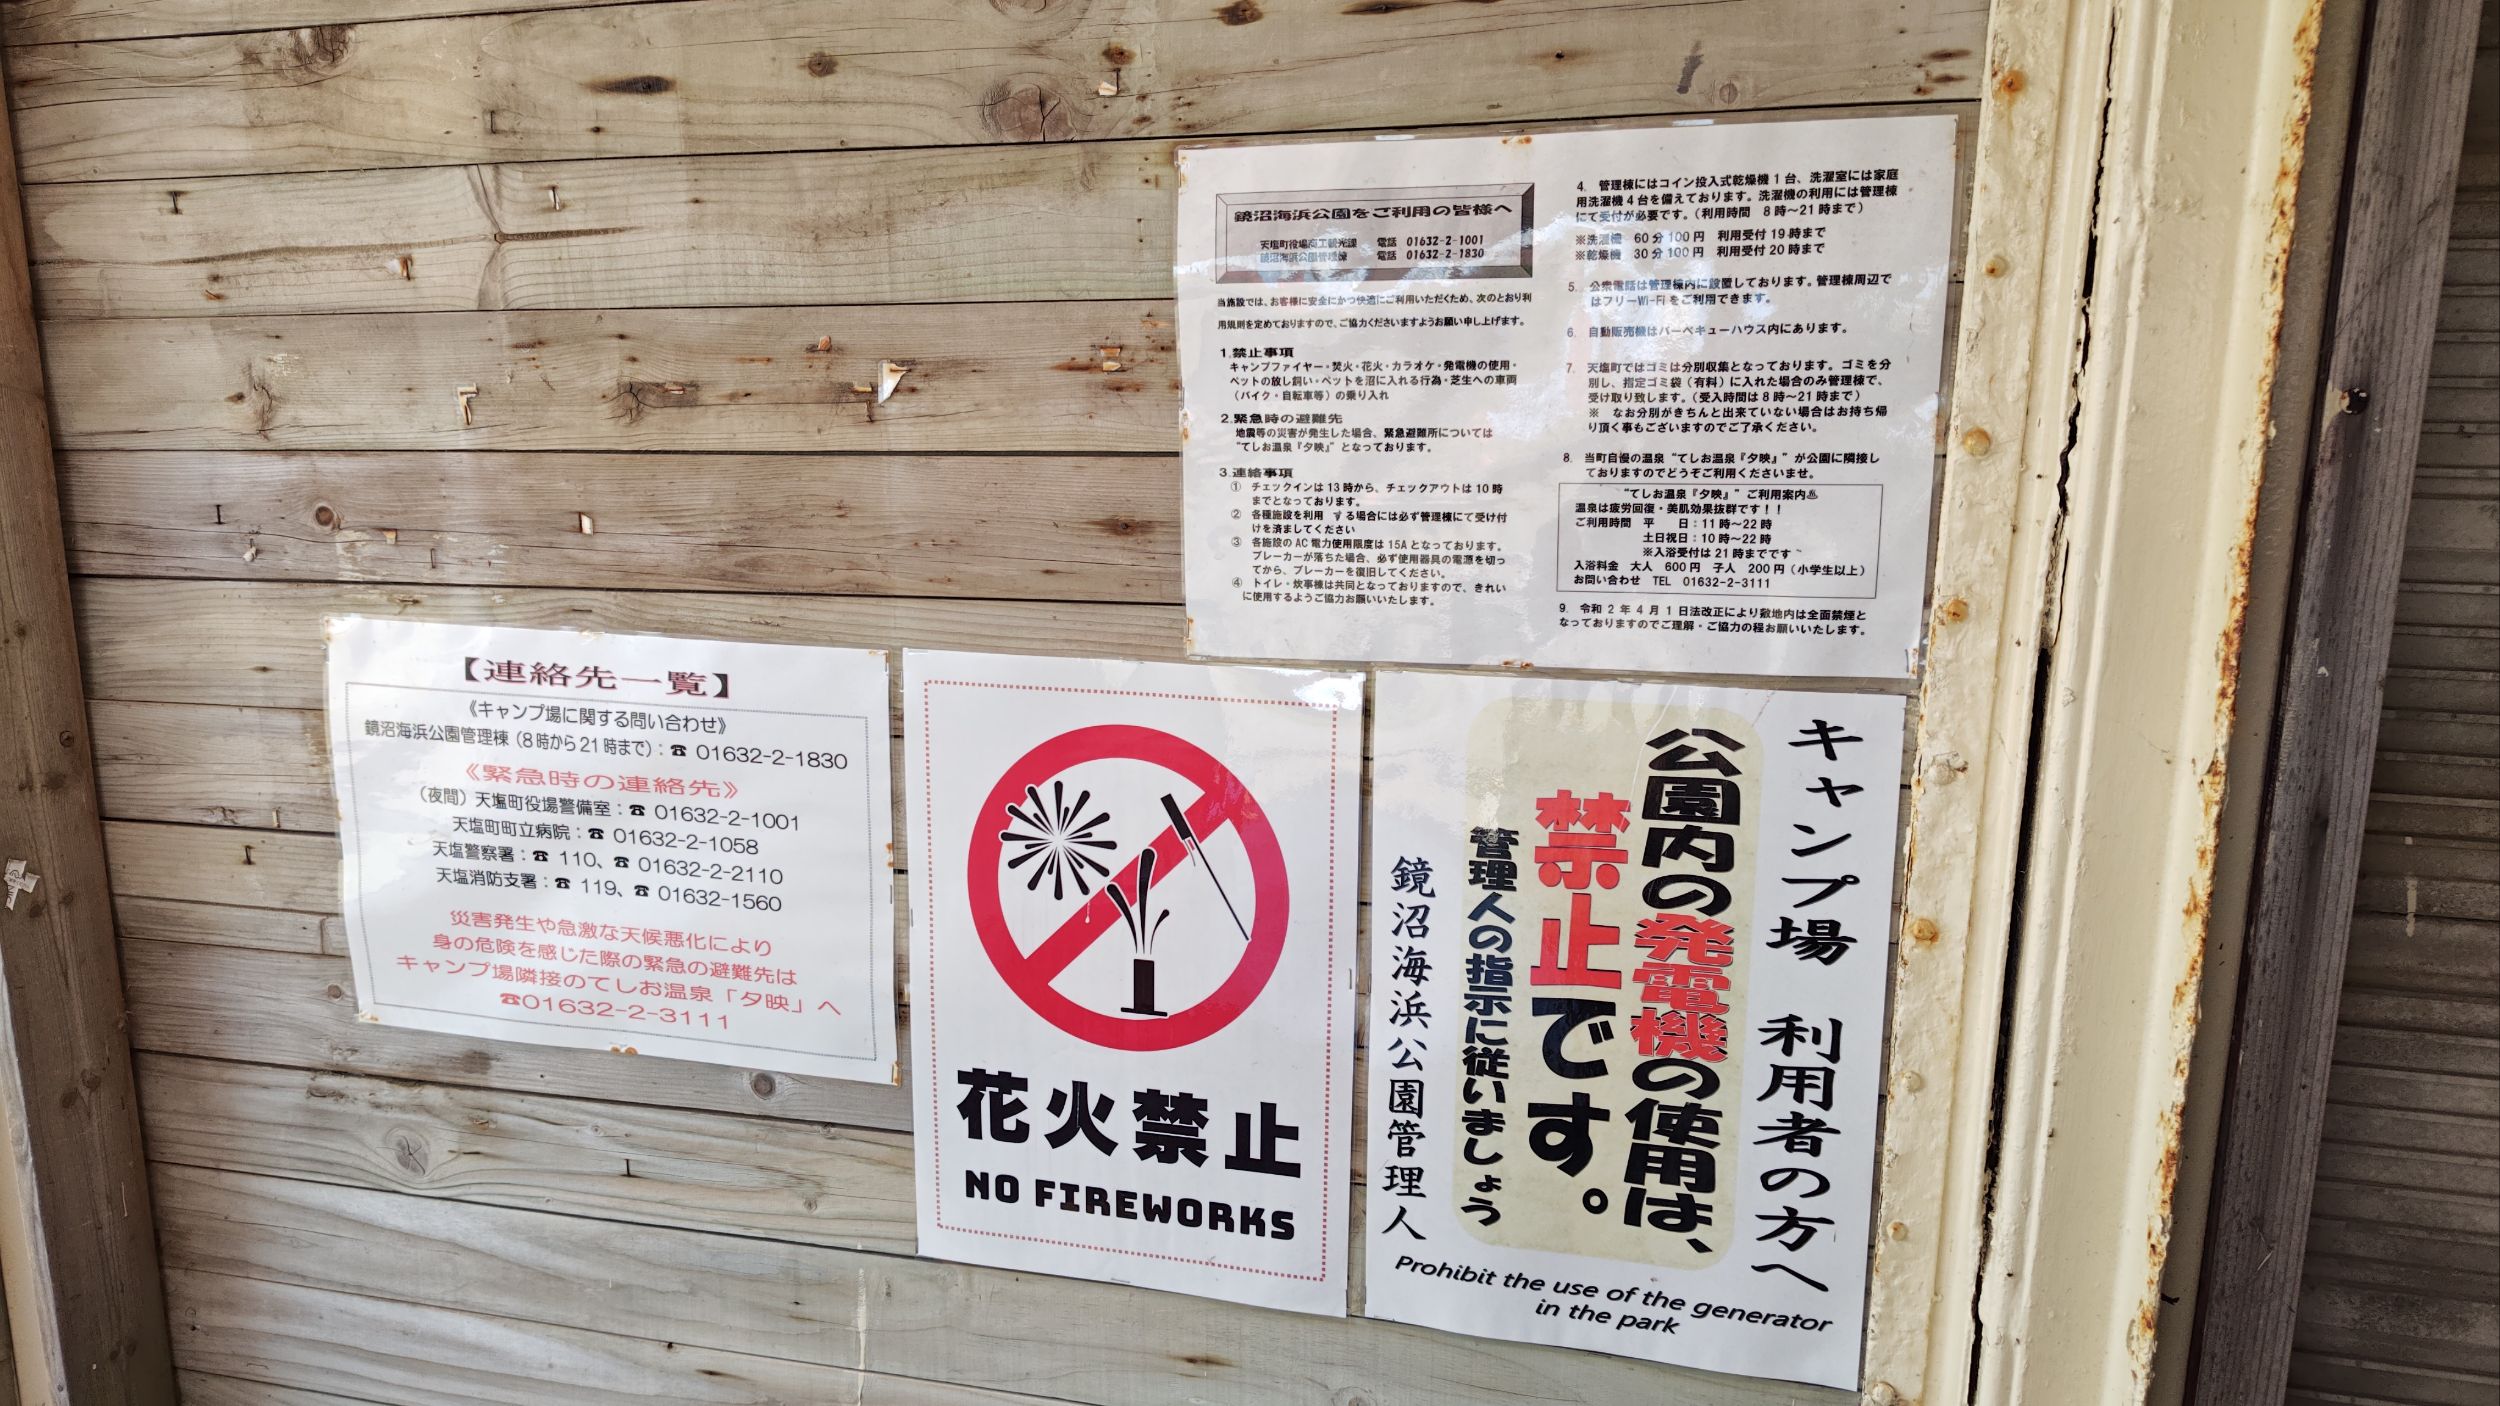 鏡沼海浜公園をご利用の皆様へ
天塩町役場商工観光課 電話 01632-2-1001
鏡沼海浜公園管理棟 電話 01632-2-1830
当施設では、お客様に安全にかつ快適にご利用いただくため、次のとおり利
用規則を定めておりますので、ご協力くださいますようお願い申し上げます。
1.禁止事項
キャンプファイヤー・焚火・花火・カラオケ・発電機の使用・
ペットの放し飼い・ペットを沼に入れる行為・芝生への車両
（バイク・自転車等）の乗り入れ
2.緊急時の避難先
地震等の災害が発生した場合、緊急避難所については
“てしお温泉『夕映』”となっております。
3.連絡事項
① チェックインは13時から、チェックアウトは10時
までとなっております。
② 各種施設を利用 する場合には必ず管理棟にて受け付
けを済ましてください
③ 各施設のAC電力使用限度は15Aとなっております。
ブレーカーが落ちた場合、必ず使用器具の電源を切っ
てから、ブレーカーを復旧してください。
④ トイレ・炊事棟は共同となっておりますので、きれい
に使用するようご協力お願いいたします。
4. 管理棟にはコイン投入式乾燥機1台、洗濯室には家庭
用洗濯機4台を備えております。洗濯機の利用には管理棟
にて受付が必要です。（利用時間 8時～21時まで）
※洗濯機 60分100円 利用受付19時まで
※乾燥機 30分100円 利用受付20時まで
5. 公衆電話は管理棟内に設置しております。管理棟周辺で
はフリーWi-Fiをご利用できます。
6. 自動販売機はバーベキューハウス内にあります。
7. 天塩町ではゴミは分別収集となっております。ゴミを分
別し、指定ゴミ袋（有料）に入れた場合のみ管理棟で、
受け取り致します。（受入時間は8時～21時まで）
※ なお分別がきちんと出来ていない場合はお持ち帰
り頂く事もございますのでご了承ください。
8. 当町自慢の温泉“てしお温泉『夕映』”が公園に隣接し
ておりますのでどうぞご利用くださいませ。
“てしお温泉『夕映』”ご利用案内♨
温泉は疲労回復・美肌効果抜群です！！
ご利用時間 平 日：11時～22時
土日祝日：10時～22時
※入浴受付は21時までです
入浴料金 大人 600円 子人 200円（小学生以上）
お問い合わせ TEL 01632-2-3111
9. 令和2年4月1日法改正により敷地内は全面禁煙と
なっておりますのでご理解・ご協力の程お願いいたします。
【連絡先一覧】
《キャンプ場に関する問い合わせ》
鏡沼海浜公園管理棟（8時から21時まで）：☎ 01632-2-1830
《緊急時の連絡先》
（夜間）天塩町役場警備室：☎ 01632-2-1001
天塩町町立病院：☎ 01632-2-1058
天塩警察署：☎ 110、☎ 01632-2-2110
天塩消防支署：☎ 119、☎ 01632-2-1560
災害発生や急激な天候悪化により
身の危険を感じた際の緊急の避難先は
キャンプ場隣接のてしお温泉「夕映」へ
☎01632-2-3111
花火禁止
NO FIREWORKS
キャンプ場 利用者の方へ
公園内の発電機の使用は、
禁止です。
管理人の指示に従いましょう
鏡沼海浜公園管理人
Prohibit the use of the generator
in the park